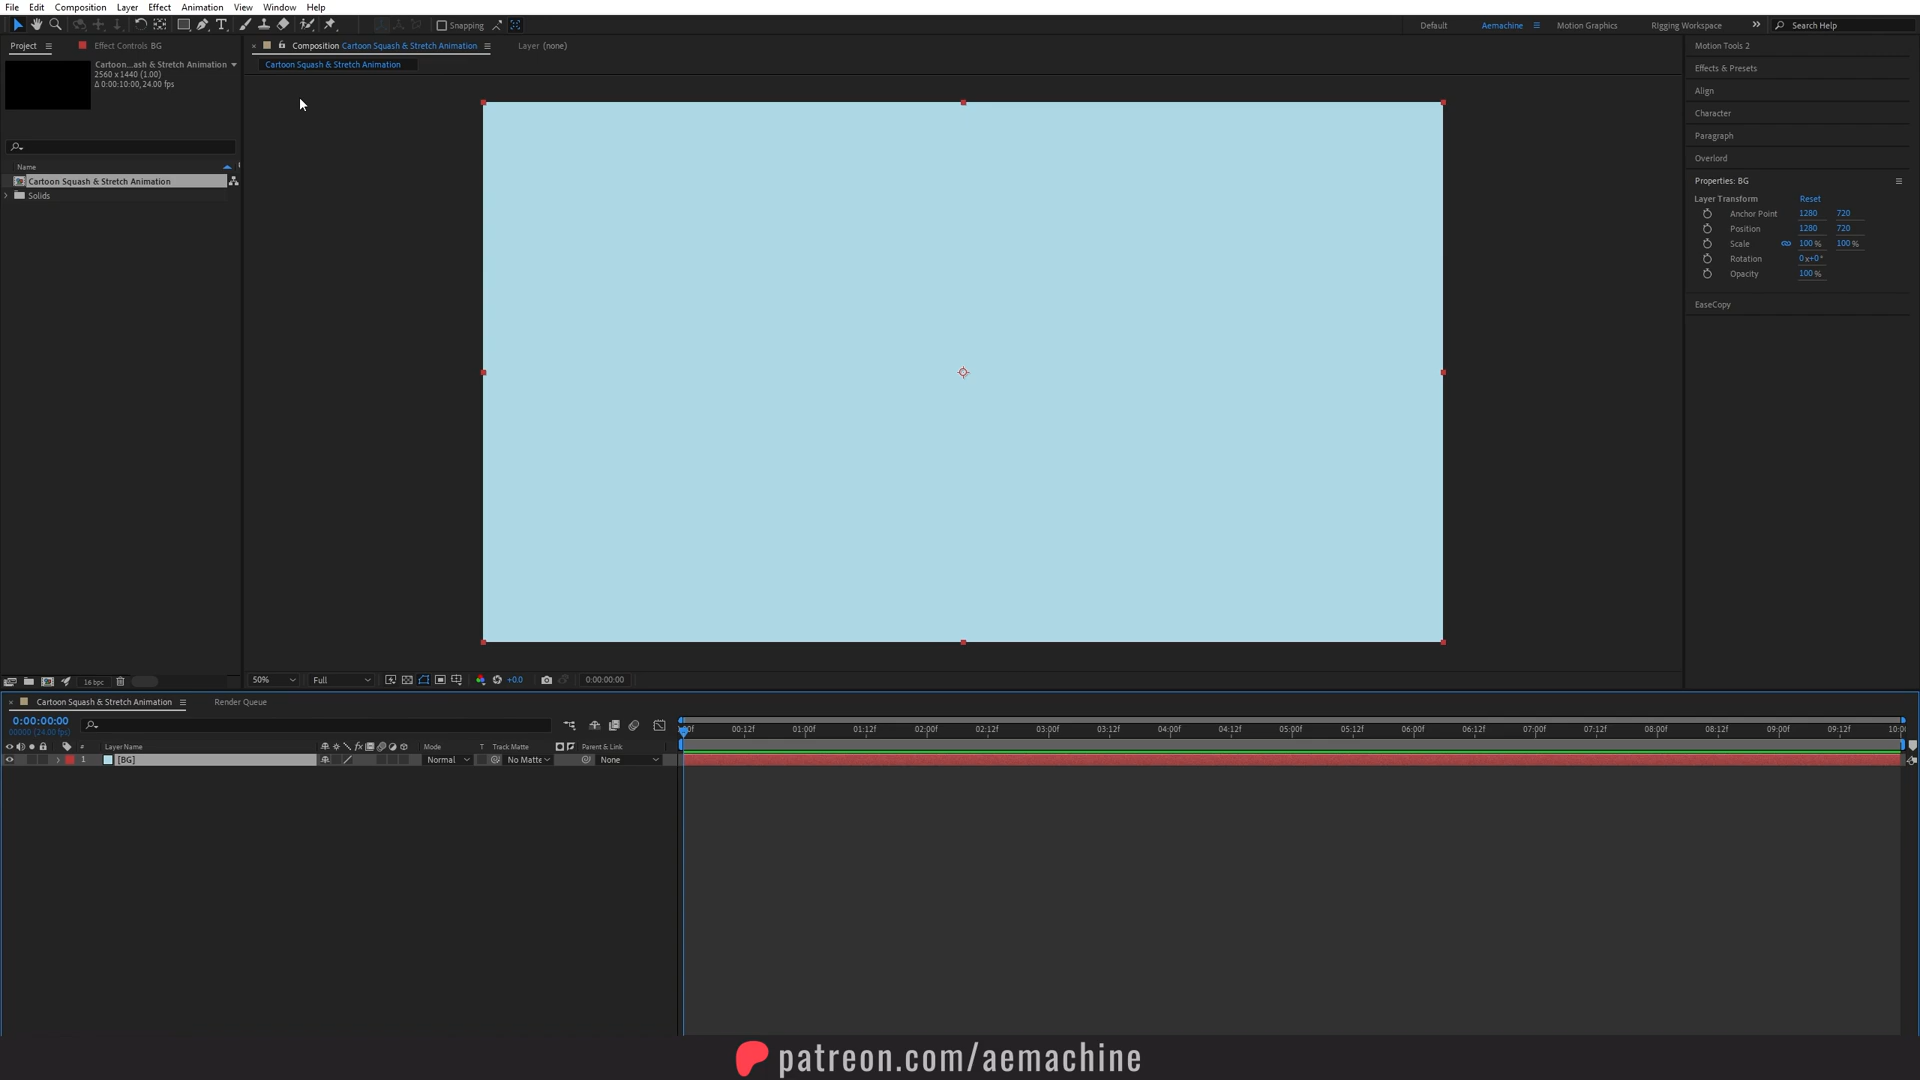 File Edit Composition Layer Effect Animation View Window Help
Snapping
Default Aemachine Motion Graphics Rigging Workspace Search Help
Project Effect Controls BG
Composition Cartoon Squash & Stretch Animation Layer (none)
Cartoon Squash & Stretch Animation
Cartoon...ash & Stretch Animation
2560 x 1440 (1.00)
Δ 0:00:10:00, 24.00 fps
Name
Cartoon Squash & Stretch Animation
Solids
16 bpc
50% Full +0.0 0:00:00:00
Motion Tools 2
Effects & Presets
Align
Character
Paragraph
Overlord
Properties: BG
Layer Transform Reset
Anchor Point 1280 720
Position 1280 720
Scale 100 % 100 %
Rotation 0x+0°
Opacity 100 %
EaseCopy
Cartoon Squash & Stretch Animation Render Queue
0:00:00:00
00000 (24.00 fps)
00f 00:12f 01:00f 01:12f 02:00f 02:12f 03:00f 03:12f 04:00f 04:12f 05:00f 05:12f 06:00f 06:12f 07:00f 07:12f 08:00f 08:12f 09:00f 09:12f 10:00
# Layer Name Mode T Track Matte Parent & Link
1 [BG] Normal No Matte None
patreon.com/aemachine